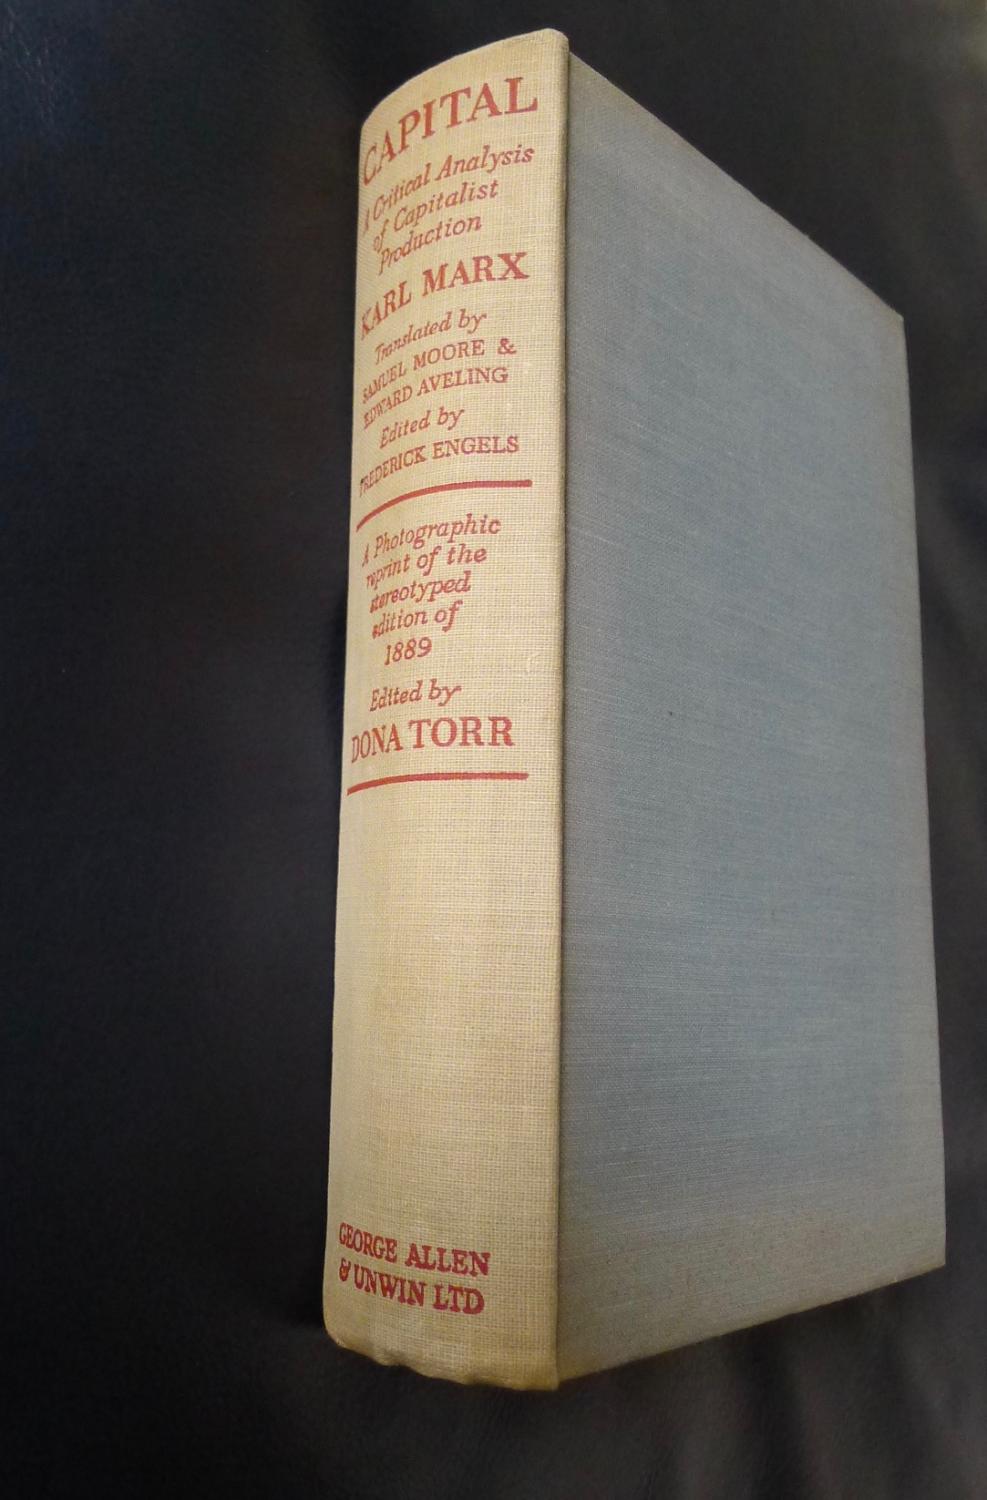 CAPITAL
A Critical Analysis
of Capitalist
Production
KARL MARX
Translated by
SAMUEL MOORE &
EDWARD AVELING
Edited by
FREDERICK ENGELS
A Photographic
reprint of the
stereotyped
edition of
1889
Edited by
DONA TORR
GEORGE ALLEN
& UNWIN LTD